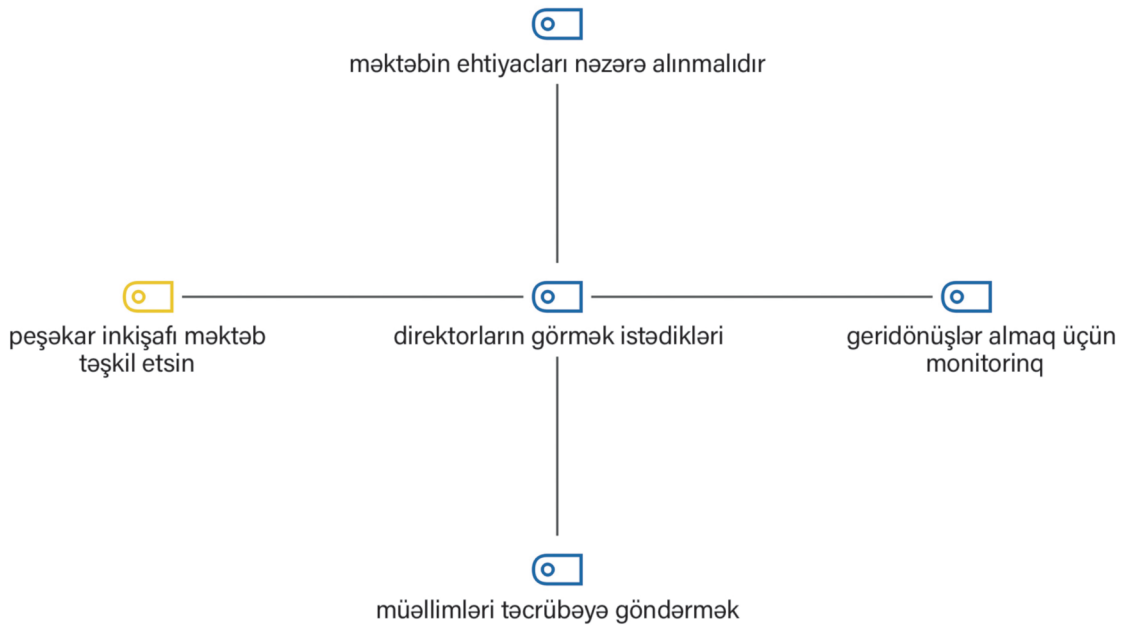 məktəbin ehtiyacları nəzərə alınmalıdır
peşəkar inkişafı məktəb
təşkil etsin
direktorların görmək istədikləri
geridönüşlər almaq üçün
monitorinq
müəllimləri təcrübəyə göndərmək